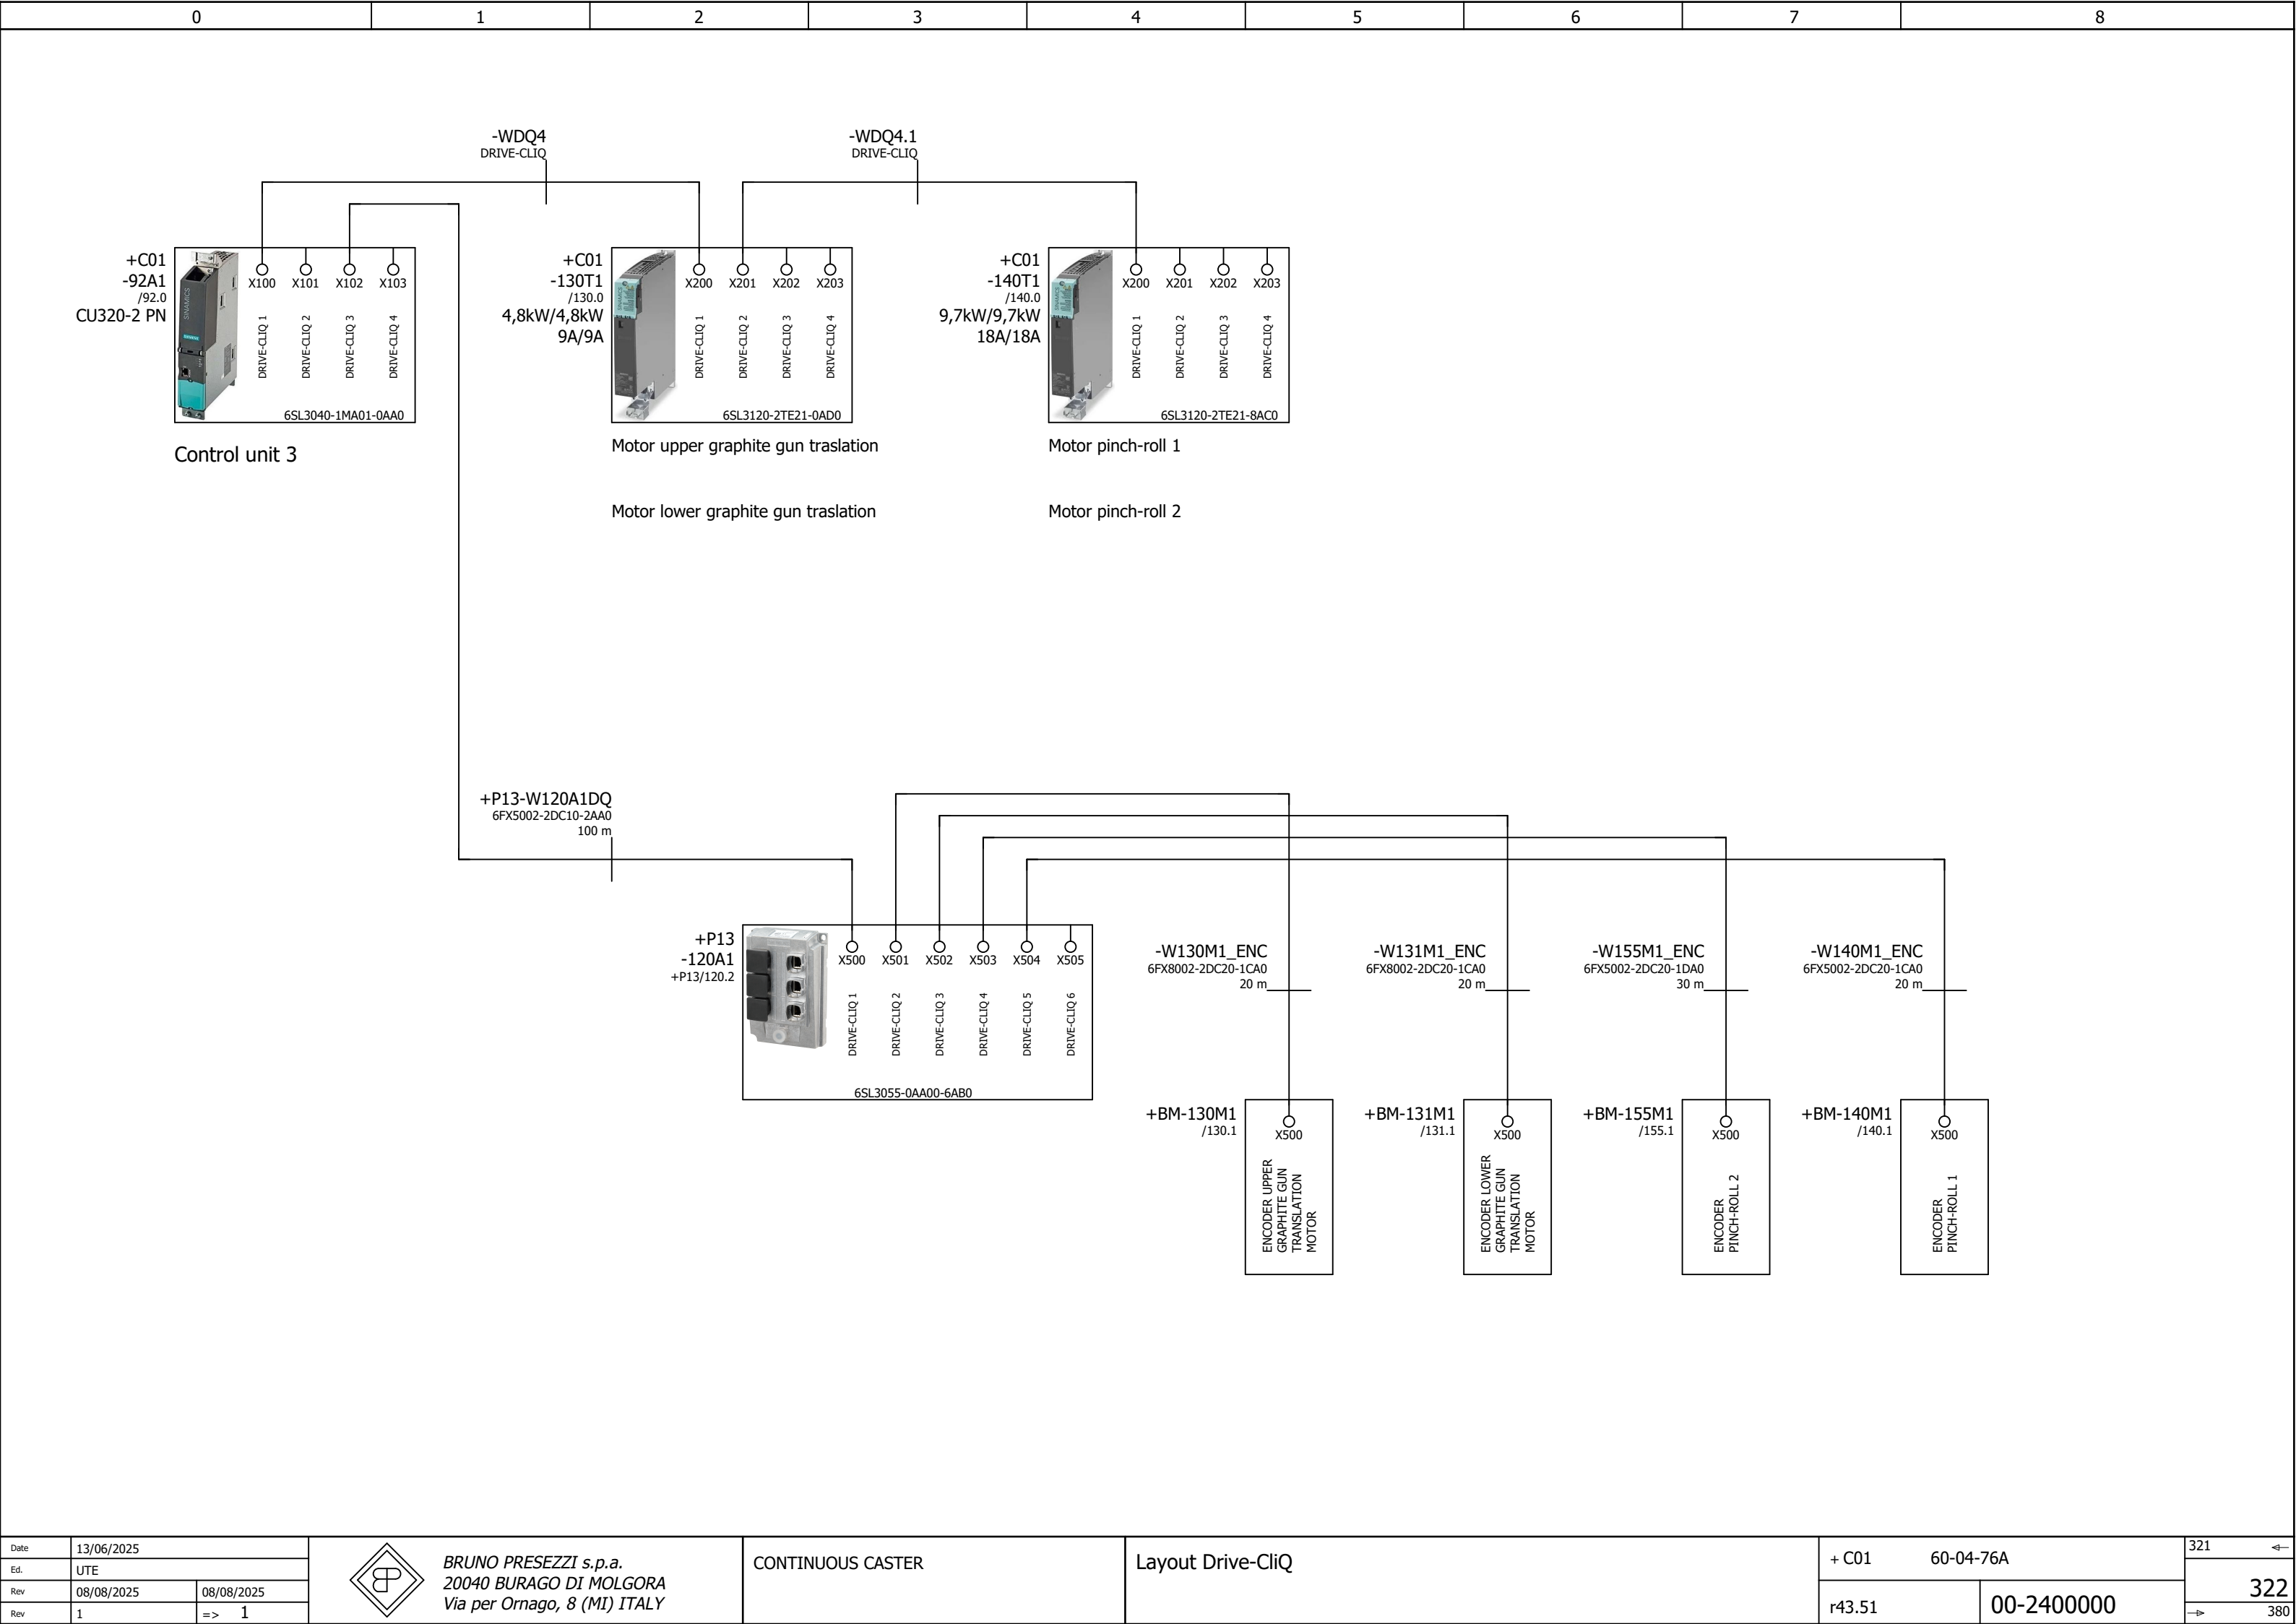 0 1 2 3 4 5 6 7 8
-WDQ4
DRIVE-CLIQ
-WDQ4.1
DRIVE-CLIQ
+C01
-92A1
/92.0
CU320-2 PN
SINAMICS
SIEMENS
X100 X101 X102 X103
DRIVE-CLIQ 1
DRIVE-CLIQ 2
DRIVE-CLIQ 3
DRIVE-CLIQ 4
6SL3040-1MA01-0AA0
Control unit 3
+C01
-130T1
/130.0
4,8kW/4,8kW
9A/9A
SINAMICS
X200 X201 X202 X203
DRIVE-CLIQ 1
DRIVE-CLIQ 2
DRIVE-CLIQ 3
DRIVE-CLIQ 4
6SL3120-2TE21-0AD0
Motor upper graphite gun traslation
Motor lower graphite gun traslation
+C01
-140T1
/140.0
9,7kW/9,7kW
18A/18A
SINAMICS
X200 X201 X202 X203
DRIVE-CLIQ 1
DRIVE-CLIQ 2
DRIVE-CLIQ 3
DRIVE-CLIQ 4
6SL3120-2TE21-8AC0
Motor pinch-roll 1
Motor pinch-roll 2
+P13-W120A1DQ
6FX5002-2DC10-2AA0
100 m
+P13
-120A1
+P13/120.2
X500 X501 X502 X503 X504 X505
DRIVE-CLIQ 1
DRIVE-CLIQ 2
DRIVE-CLIQ 3
DRIVE-CLIQ 4
DRIVE-CLIQ 5
DRIVE-CLIQ 6
6SL3055-0AA00-6AB0
-W130M1_ENC
6FX8002-2DC20-1CA0
20 m
-W131M1_ENC
6FX8002-2DC20-1CA0
20 m
-W155M1_ENC
6FX5002-2DC20-1DA0
30 m
-W140M1_ENC
6FX5002-2DC20-1CA0
20 m
+BM-130M1
/130.1
X500
ENCODER UPPER
GRAPHITE GUN
TRANSLATION
MOTOR
+BM-131M1
/131.1
X500
ENCODER LOWER
GRAPHITE GUN
TRANSLATION
MOTOR
+BM-155M1
/155.1
X500
ENCODER
PINCH-ROLL 2
+BM-140M1
/140.1
X500
ENCODER
PINCH-ROLL 1
Date 13/06/2025
Ed. UTE
Rev 08/08/2025 08/08/2025
Rev 1 => 1
BRUNO PRESEZZI s.p.a.
20040 BURAGO DI MOLGORA
Via per Ornago, 8 (MI) ITALY
CONTINUOUS CASTER
Layout Drive-CliQ
+ C01 60-04-76A
r43.51 00-2400000
321
322
380